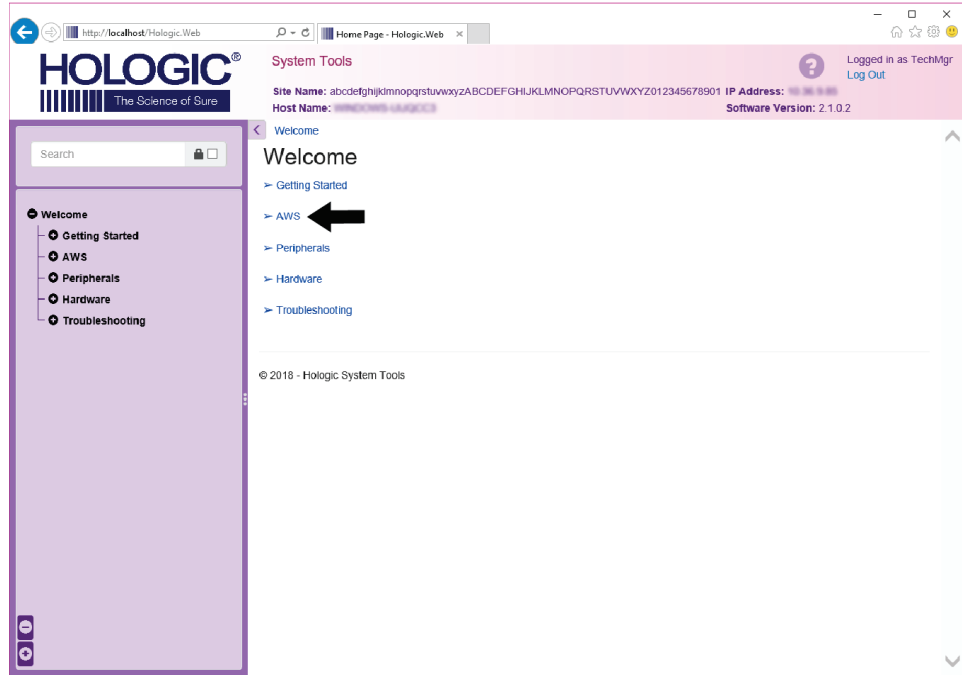 http://localhost/Hologic.Web
Home Page - Hologic.Web
HOLOGIC®
The Science of Sure
System Tools
Logged in as TechMgr
Log Out
Site Name: abcdefghijklmnopqrstuvwxyzABCDEFGHIJKLMNOPQRSTUVWXYZ012345678901 IP Address:
Host Name:
Software Version: 2.1.0.2
Search
Welcome
Getting Started
AWS
Peripherals
Hardware
Troubleshooting
Welcome
Welcome
Getting Started
AWS
Peripherals
Hardware
Troubleshooting
© 2018 - Hologic System Tools